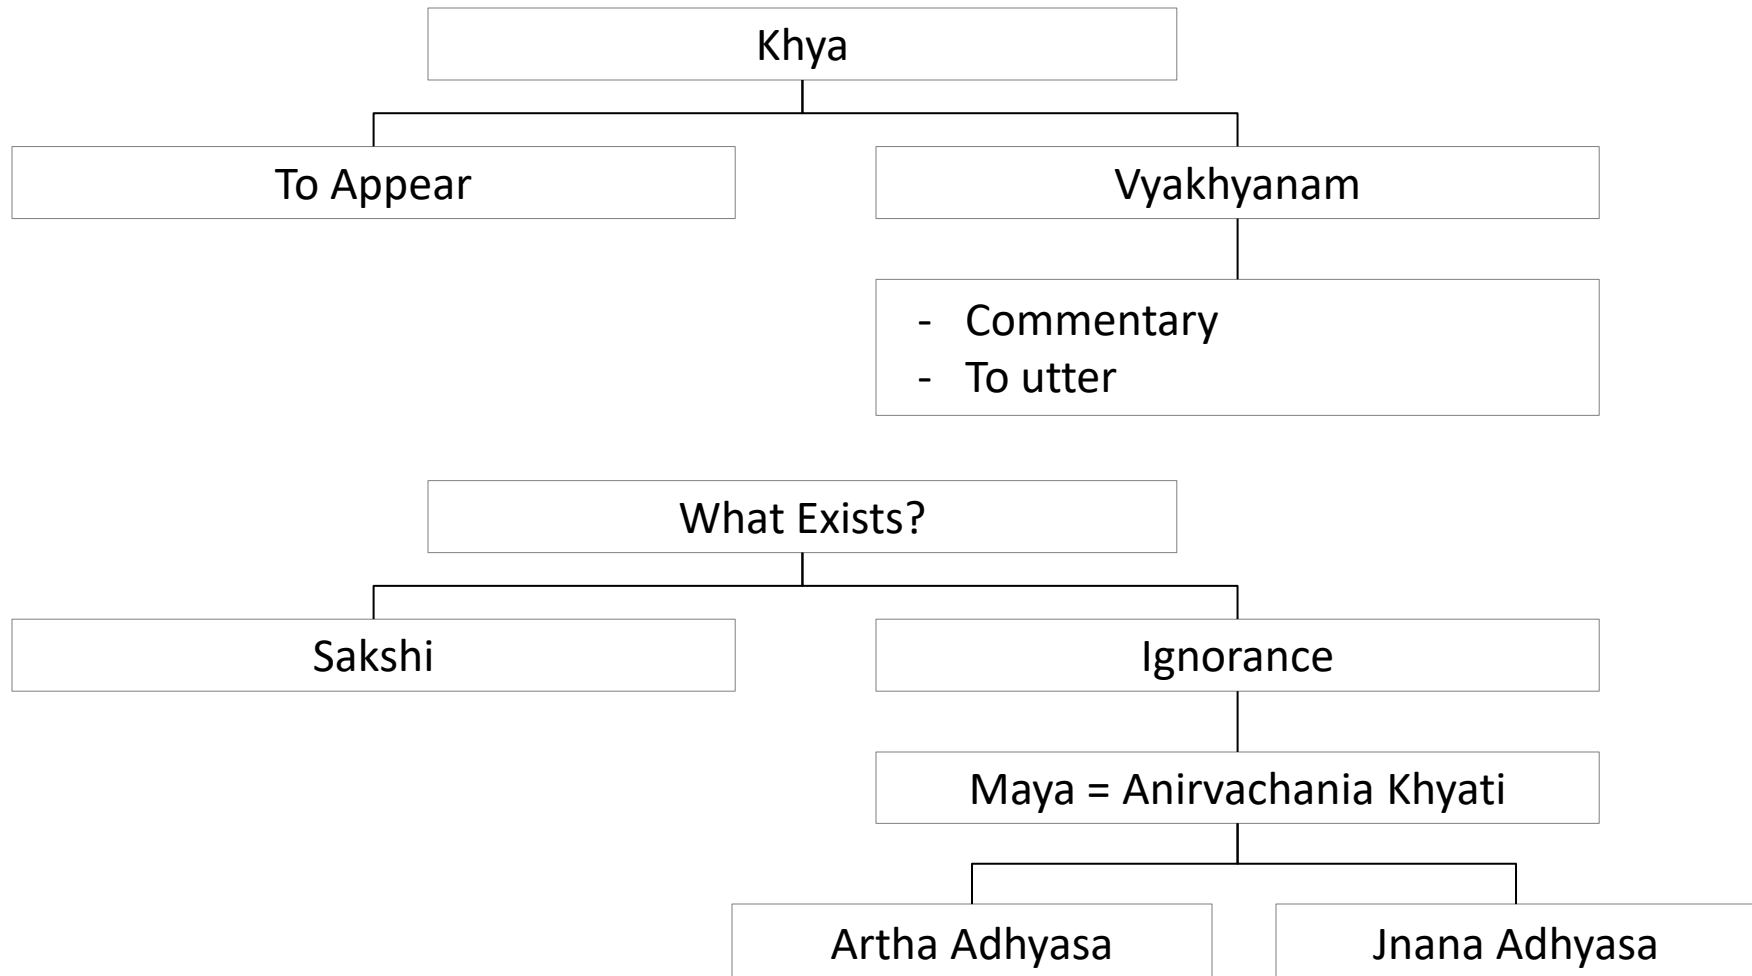 Khya
To Appear
Vyakhyanam
- Commentary
- To utter
What Exists?
Sakshi
Ignorance
Maya = Anirvachania Khyati
Artha Adhyasa
Jnana Adhyasa